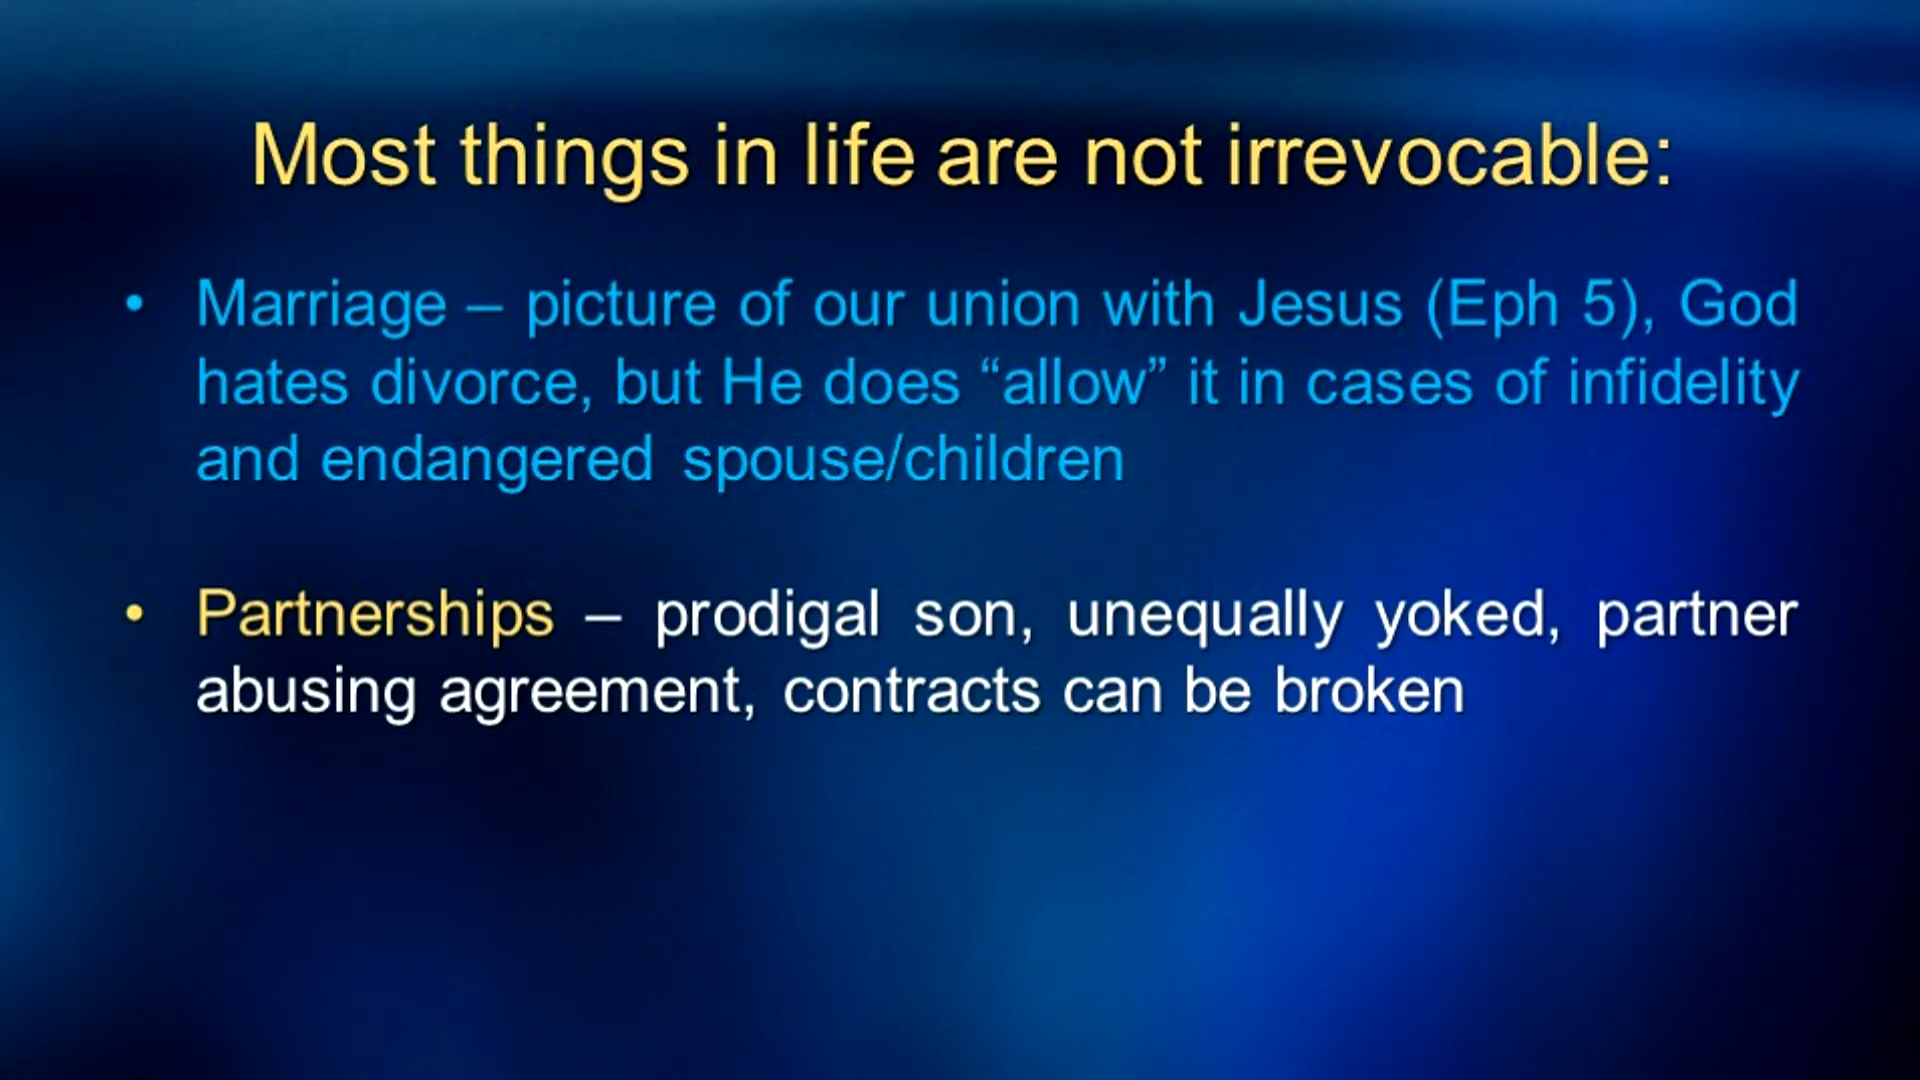 Most things in life are not irrevocable:
• Marriage – picture of our union with Jesus (Eph 5), God
hates divorce, but He does “allow” it in cases of infidelity
and endangered spouse/children
• Partnerships – prodigal son, unequally yoked, partner
abusing agreement, contracts can be broken